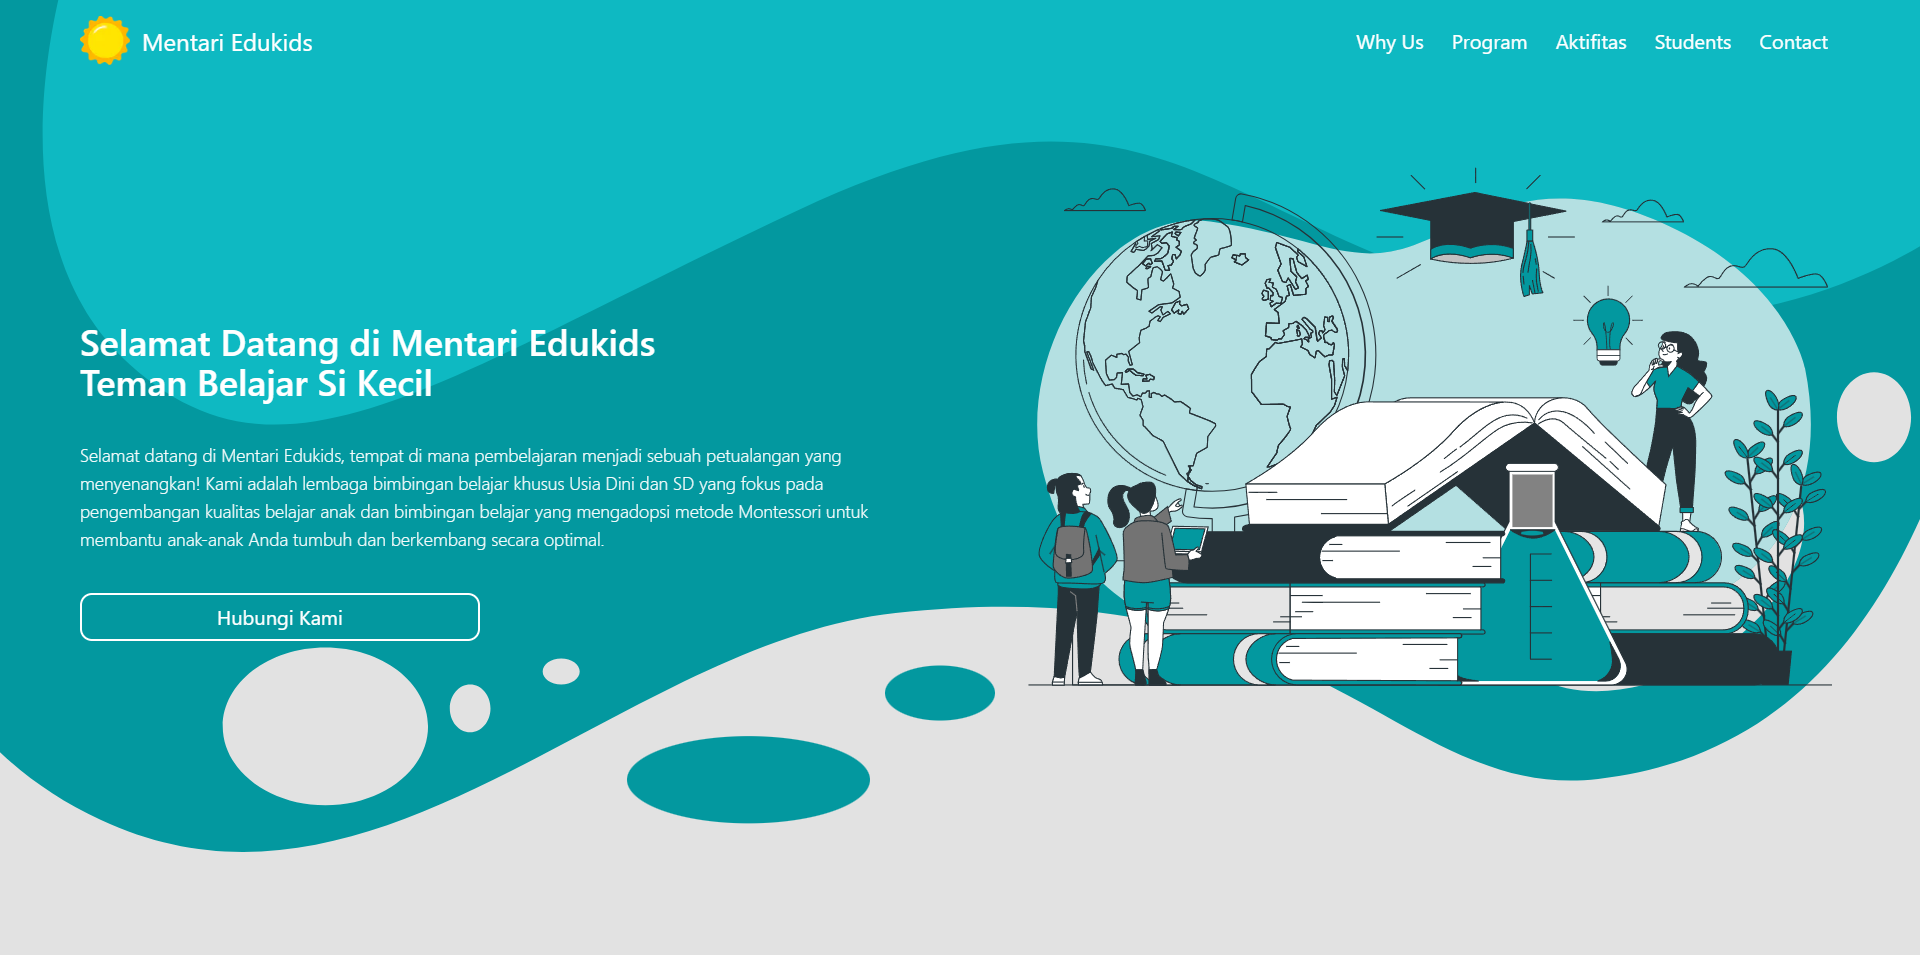 Mentari Edukids
Why Us Program Aktifitas Students Contact
Selamat Datang di Mentari Edukids
Teman Belajar Si Kecil
Selamat datang di Mentari Edukids, tempat di mana pembelajaran menjadi sebuah petualangan yang
menyenangkan! Kami adalah lembaga bimbingan belajar khusus Usia Dini dan SD yang fokus pada
pengembangan kualitas belajar anak dan bimbingan belajar yang mengadopsi metode Montessori untuk
membantu anak-anak Anda tumbuh dan berkembang secara optimal.
Hubungi Kami